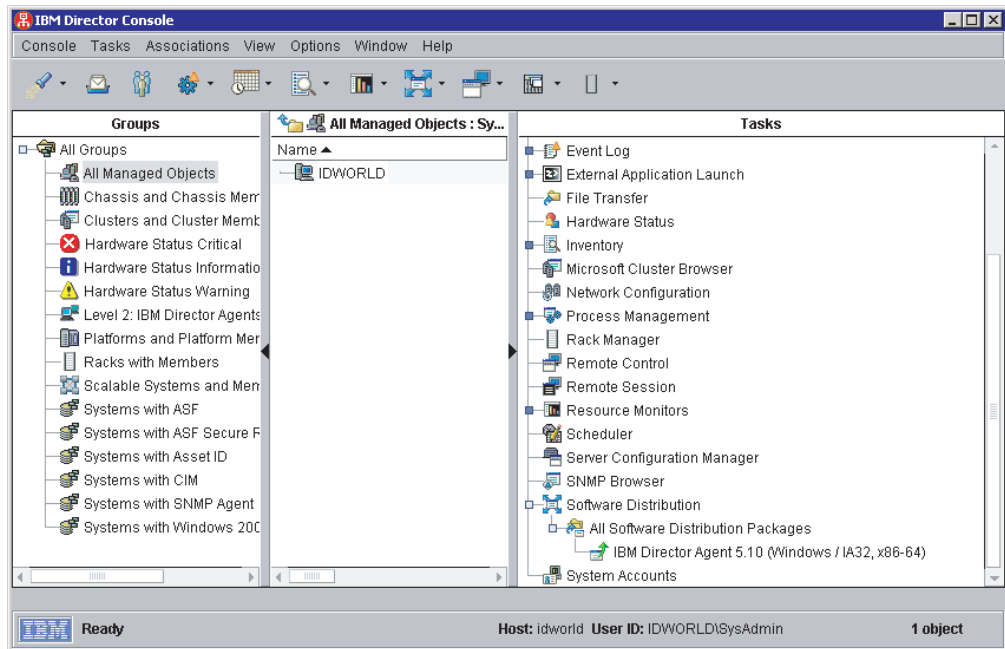 IBM Director Console
Console Tasks Associations View Options Window Help
Groups
All Groups
All Managed Objects
Chassis and Chassis Mem
Clusters and Cluster Memb
Hardware Status Critical
Hardware Status Informatio
Hardware Status Warning
Level 2: IBM Director Agents
Platforms and Platform Mer
Racks with Members
Scalable Systems and Mem
Systems with ASF
Systems with ASF Secure R
Systems with Asset ID
Systems with CIM
Systems with SNMP Agent
Systems with Windows 200
All Managed Objects : Sy...
Name
IDWORLD
Tasks
Event Log
External Application Launch
File Transfer
Hardware Status
Inventory
Microsoft Cluster Browser
Network Configuration
Process Management
Rack Manager
Remote Control
Remote Session
Resource Monitors
Scheduler
Server Configuration Manager
SNMP Browser
Software Distribution
All Software Distribution Packages
IBM Director Agent 5.10 (Windows / IA32, x86-64)
System Accounts
IBM Ready Host: idworld User ID: IDWORLD\SysAdmin 1 object